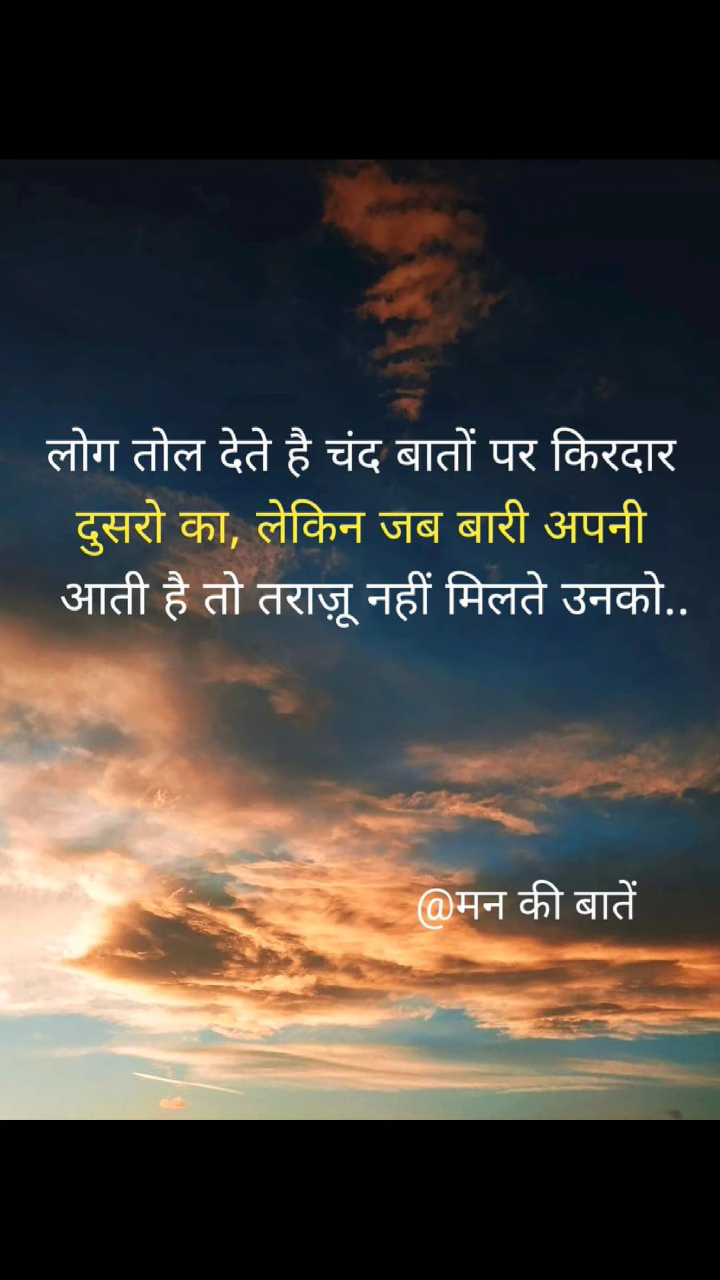 लोग तोल देते है चंद बातों पर किरदार
दुसरो का, लेकिन जब बारी अपनी
आती है तो तराज़ू नहीं मिलते उनको..
@मन की बातें